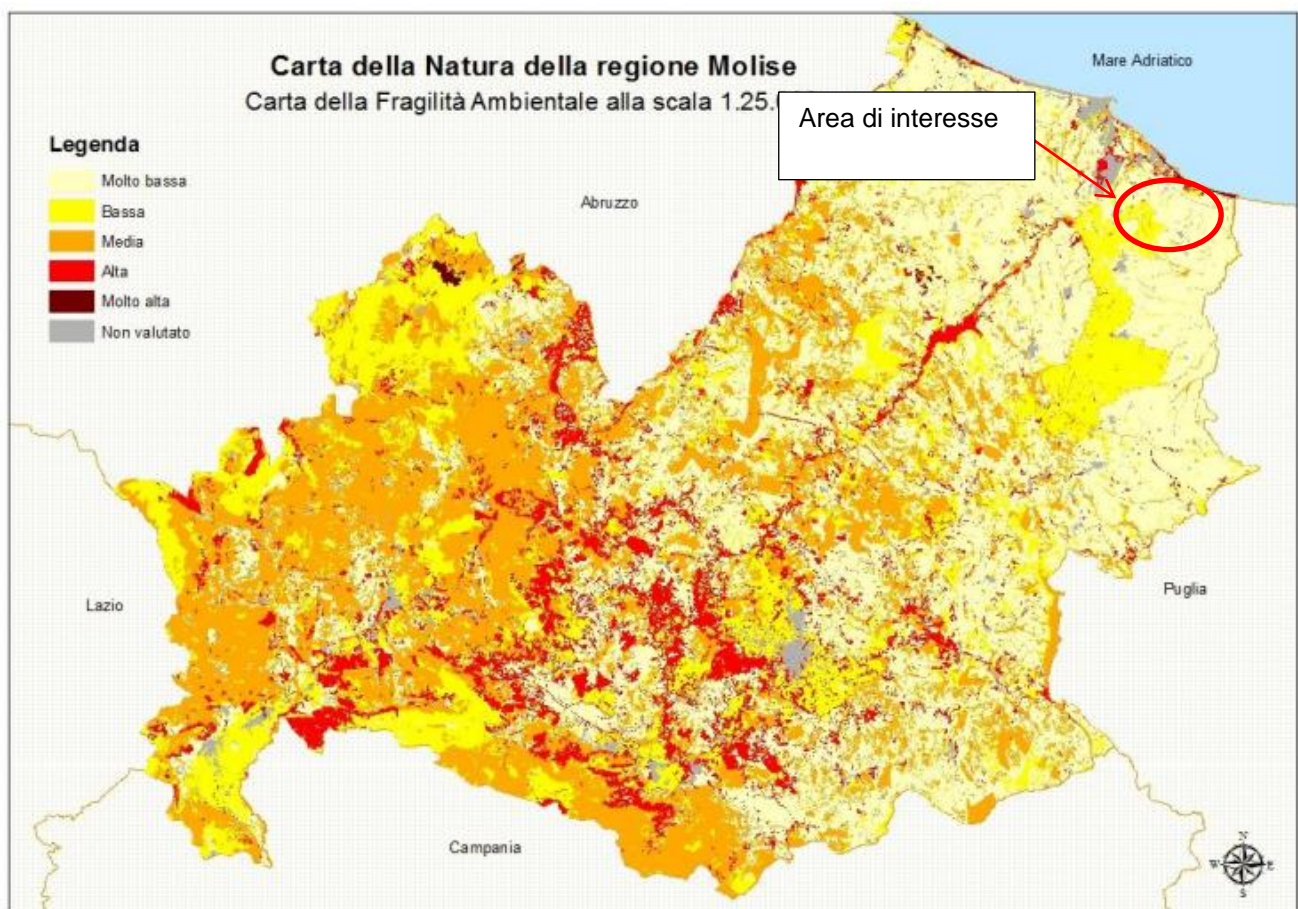 Carta della Natura della regione Molise
Carta della Fragilità Ambientale alla scala 1.25.
Mare Adriatico
Area di interesse
Legenda
Molto bassa
Bassa
Media
Alta
Molto alta
Non valutato
Abruzzo
Lazio
Puglia
Campania
N
W
E
S